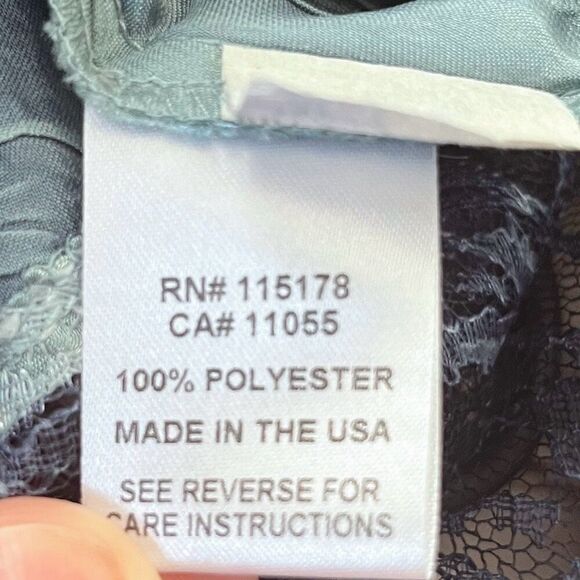 RN# 115178
CA# 11055
100% POLYESTER
MADE IN THE USA
SEE REVERSE FOR
CARE INSTRUCTIONS